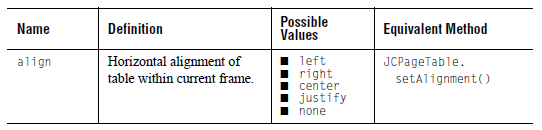 Name
Definition
Possible
Values
Equivalent Method
align
Horizontal alignment of
table within current frame.
■ left
■ right
■ center
■ justify
■ none
JCPageTable.
setAlignment()